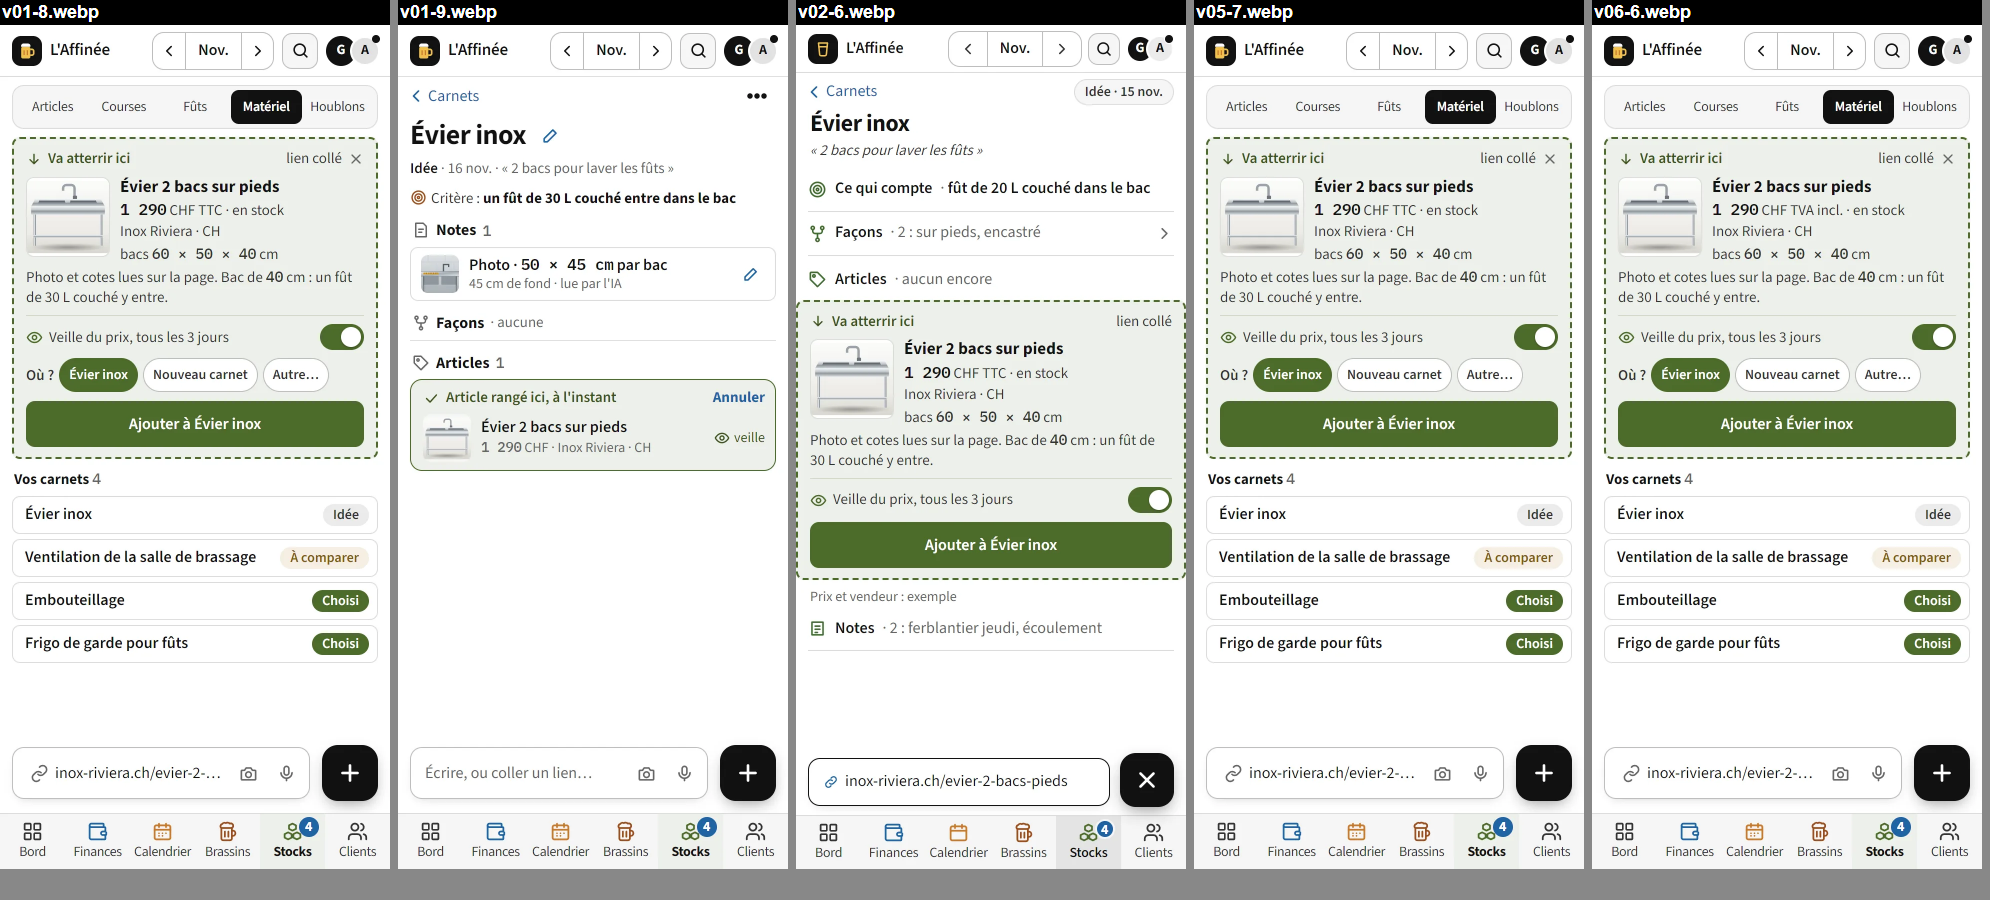 v01-8.webp
L'Affinée
Nov.
G
A
Articles
Courses
Fûts
Matériel
Houblons
Va atterrir ici
lien collé
Évier 2 bacs sur pieds
1 290 CHF TTC · en stock
Inox Riviera · CH
bacs 60 × 50 × 40 cm
Photo et cotes lues sur la page. Bac de 40 cm : un fût
de 30 L couché y entre.
Veille du prix, tous les 3 jours
Où ?
Évier inox
Nouveau carnet
Autre…
Ajouter à Évier inox
Vos carnets 4
Évier inox
Idée
Ventilation de la salle de brassage
À comparer
Embouteillage
Choisi
Frigo de garde pour fûts
Choisi
inox-riviera.ch/evier-2-…
Bord
Finances
Calendrier
Brassins
4
Stocks
Clients
v01-9.webp
L'Affinée
Nov.
G
A
Carnets
Évier inox
Idée · 16 nov. · « 2 bacs pour laver les fûts »
Critère : un fût de 30 L couché entre dans le bac
Notes 1
Photo · 50 × 45 cm par bac
45 cm de fond · lue par l'IA
Façons · aucune
Articles 1
Article rangé ici, à l'instant
Annuler
Évier 2 bacs sur pieds
1 290 CHF · Inox Riviera · CH
veille
Écrire, ou coller un lien…
Bord
Finances
Calendrier
Brassins
4
Stocks
Clients
v02-6.webp
L'Affinée
Nov.
G
A
Carnets
Idée · 15 nov.
Évier inox
« 2 bacs pour laver les fûts »
Ce qui compte · fût de 20 L couché dans le bac
Façons · 2 : sur pieds, encastré
Articles · aucun encore
Va atterrir ici
lien collé
Évier 2 bacs sur pieds
1 290 CHF TTC · en stock
Inox Riviera · CH
bacs 60 × 50 × 40 cm
Photo et cotes lues sur la page. Bac de 40 cm : un fût de
30 L couché y entre.
Veille du prix, tous les 3 jours
Ajouter à Évier inox
Prix et vendeur : exemple
Notes · 2 : ferblantier jeudi, écoulement
inox-riviera.ch/evier-2-bacs-pieds
Bord
Finances
Calendrier
Brassins
4
Stocks
Clients
v05-7.webp
L'Affinée
Nov.
G
A
Articles
Courses
Fûts
Matériel
Houblons
Va atterrir ici
lien collé
Évier 2 bacs sur pieds
1 290 CHF TTC · en stock
Inox Riviera · CH
bacs 60 × 50 × 40 cm
Photo et cotes lues sur la page. Bac de 40 cm : un fût
de 30 L couché y entre.
Veille du prix, tous les 3 jours
Où ?
Évier inox
Nouveau carnet
Autre…
Ajouter à Évier inox
Vos carnets 4
Évier inox
Idée
Ventilation de la salle de brassage
À comparer
Embouteillage
Choisi
Frigo de garde pour fûts
Choisi
inox-riviera.ch/evier-2-…
Bord
Finances
Calendrier
Brassins
4
Stocks
Clients
v06-6.webp
L'Affinée
Nov.
G
A
Articles
Courses
Fûts
Matériel
Houblons
Va atterrir ici
lien collé
Évier 2 bacs sur pieds
1 290 CHF TVA incl. · en stock
Inox Riviera · CH
bacs 60 × 50 × 40 cm
Photo et cotes lues sur la page. Bac de 40 cm : un fût
de 30 L couché y entre.
Veille du prix, tous les 3 jours
Où ?
Évier inox
Nouveau carnet
Autre…
Ajouter à Évier inox
Vos carnets 4
Évier inox
Idée
Ventilation de la salle de brassage
À comparer
Embouteillage
Choisi
Frigo de garde pour fûts
Choisi
inox-riviera.ch/evier-2-…
Bord
Finances
Calendrier
Brassins
4
Stocks
Clients